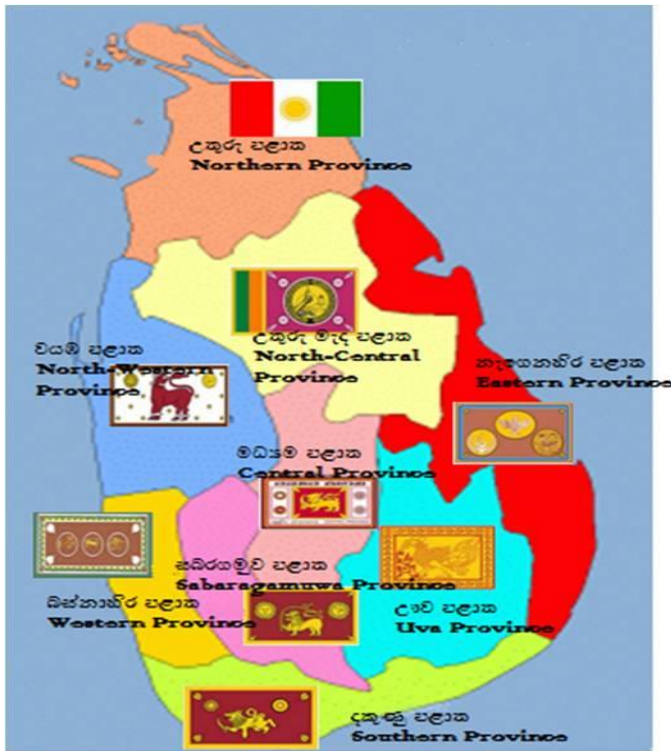 උතුරු පළාත
Northern Province
උතුරු මැද පළාත
North-Central
Province
වයඹ පළාත
North-Western
Province
නැගෙනහිර පළාත
Eastern Province
මධ්‍යම පළාත
Central Province
සබරගමුව පළාත
Sabaragamuwa Province
බස්නාහිර පළාත
Western Province
ඌව පළාත
Uva Province
දකුණු පළාත
Southern Province